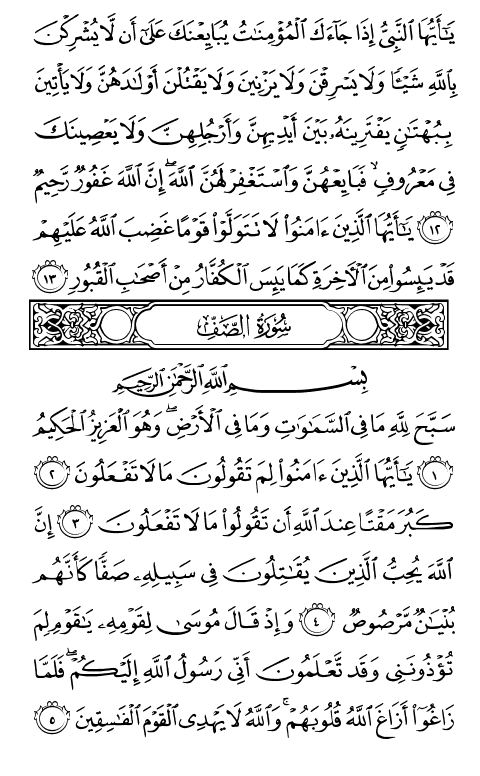 يَٰٓأَيُّهَا ٱلنَّبِىُّ إِذَا جَآءَكَ ٱلْمُؤْمِنَٰتُ يُبَايِعْنَكَ عَلَىٰٓ أَن لَّا يُشْرِكْنَ
بِٱللَّهِ شَيْـًٔا وَلَا يَسْرِقْنَ وَلَا يَزْنِينَ وَلَا يَقْتُلْنَ أَوْلَٰدَهُنَّ وَلَا يَأْتِينَ
بِبُهْتَٰنٍ يَفْتَرِينَهُۥ بَيْنَ أَيْدِيهِنَّ وَأَرْجُلِهِنَّ وَلَا يَعْصِينَكَ
فِى مَعْرُوفٍ ۙ فَبَايِعْهُنَّ وَٱسْتَغْفِرْ لَهُنَّ ٱللَّهَ ۖ إِنَّ ٱللَّهَ غَفُورٌ رَّحِيمٌ
١٢ يَٰٓأَيُّهَا ٱلَّذِينَ ءَامَنُوا۟ لَا تَتَوَلَّوْا۟ قَوْمًا غَضِبَ ٱللَّهُ عَلَيْهِمْ
قَدْ يَئِسُوا۟ مِنَ ٱلْـَٔاخِرَةِ كَمَا يَئِسَ ٱلْكُفَّارُ مِنْ أَصْحَٰبِ ٱلْقُبُورِ ١٣
سُورَةُ الصَّفِّ
بِسْمِ ٱللَّهِ ٱلرَّحْمَٰنِ ٱلرَّحِيمِ
سَبَّحَ لِلَّهِ مَا فِى ٱلسَّمَٰوَٰتِ وَمَا فِى ٱلْأَرْضِ ۖ وَهُوَ ٱلْعَزِيزُ ٱلْحَكِيمُ
١ يَٰٓأَيُّهَا ٱلَّذِينَ ءَامَنُوا۟ لِمَ تَقُولُونَ مَا لَا تَفْعَلُونَ ٢
كَبُرَ مَقْتًا عِندَ ٱللَّهِ أَن تَقُولُوا۟ مَا لَا تَفْعَلُونَ ٣ إِنَّ
ٱللَّهَ يُحِبُّ ٱلَّذِينَ يُقَٰتِلُونَ فِى سَبِيلِهِۦ صَفًّا كَأَنَّهُم
بُنْيَٰنٌ مَّرْصُوصٌ ٤ وَإِذْ قَالَ مُوسَىٰ لِقَوْمِهِۦ يَٰقَوْمِ لِمَ
تُؤْذُونَنِى وَقَد تَّعْلَمُونَ أَنِّى رَسُولُ ٱللَّهِ إِلَيْكُمْ ۖ فَلَمَّا
زَاغُوٓا۟ أَزَاغَ ٱللَّهُ قُلُوبَهُمْ ۚ وَٱللَّهُ لَا يَهْدِى ٱلْقَوْمَ ٱلْفَٰسِقِينَ ٥